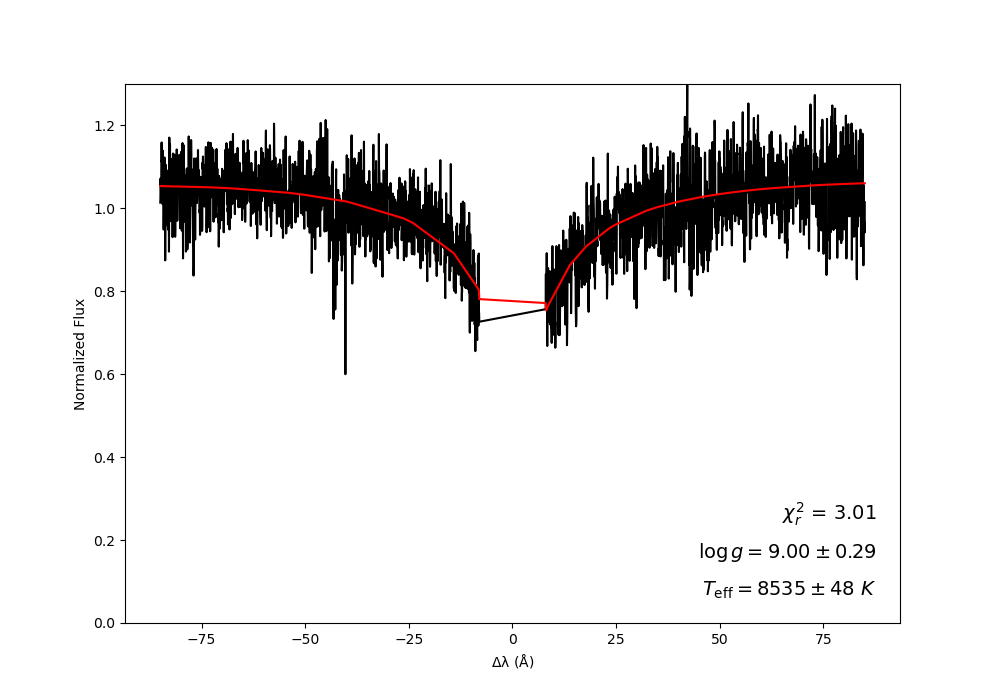 1.2
1.0
0.8
0.6
0.4
0.2
0.0
Normalized Flux
χ²ᵣ = 3.01
log g = 9.00 ± 0.29
T_eff = 8535 ± 48 K
−75 −50 −25 0 25 50 75
Δλ (Å)